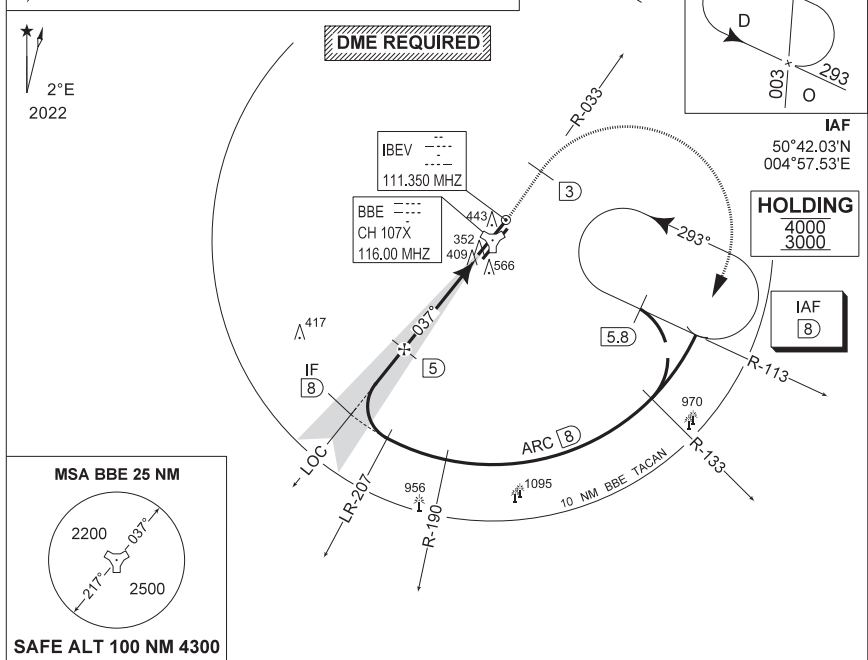 DME REQUIRED
2°E
2022
D
293
003
O
IAF
50°42.03'N
004°57.53'E
R-033
IBEV
111.350 MHZ
3
HOLDING
4000
3000
BBE
CH 107X
116.00 MHZ
443
352
409
566
293°
IAF
8
417
037°
5.8
5
R-113
IF
8
970
ARC 8
R-133
LOC
LR-207
R-190
956
1095
10 NM BBE TACAN
MSA BBE 25 NM
2200
037°
217°
2500
SAFE ALT 100 NM 4300